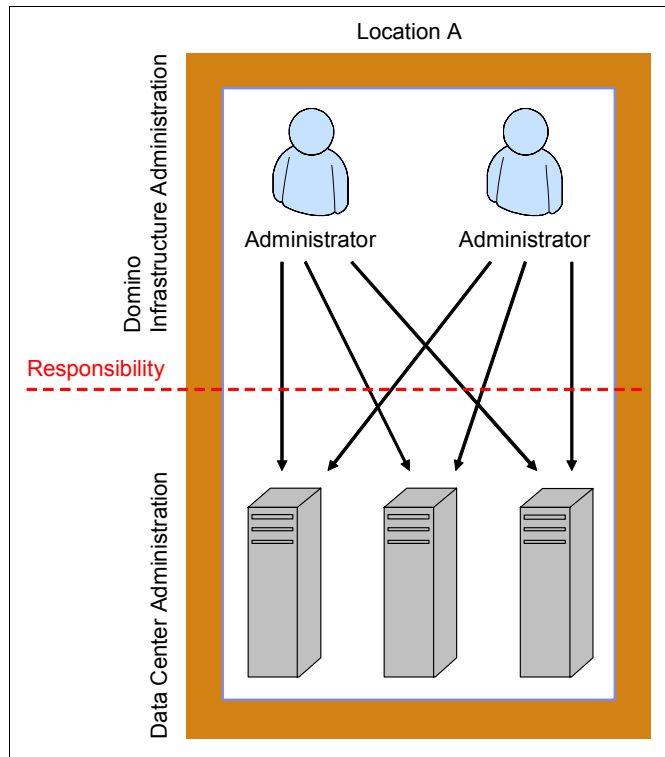 Location A
Domino
Infrastructure Administration
Administrator
Administrator
Responsibility
Data Center Administration